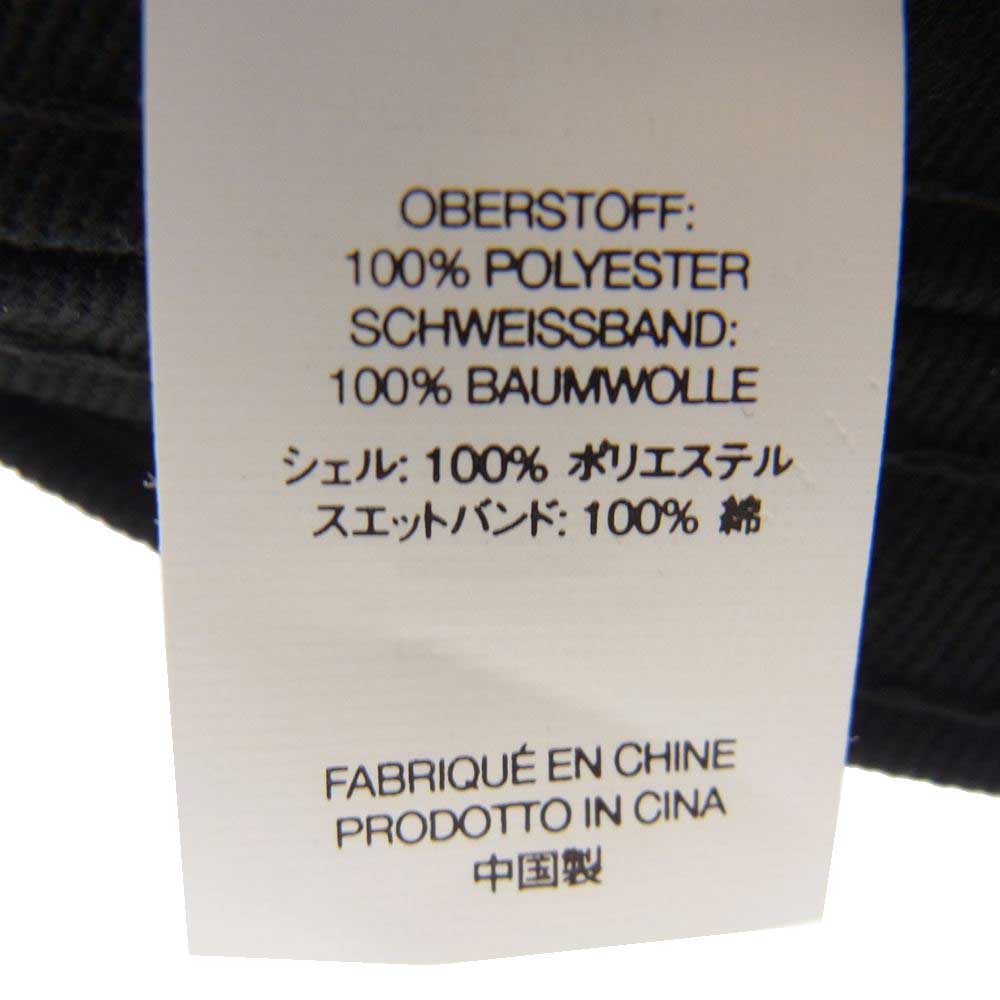 OBERSTOFF:
100% POLYESTER
SCHWEISSBAND:
100% BAUMWOLLE
シェル: 100% ポリエステル
スエットバンド: 100% 綿
FABRIQUÉ EN CHINE
PRODOTTO IN CINA
中国製